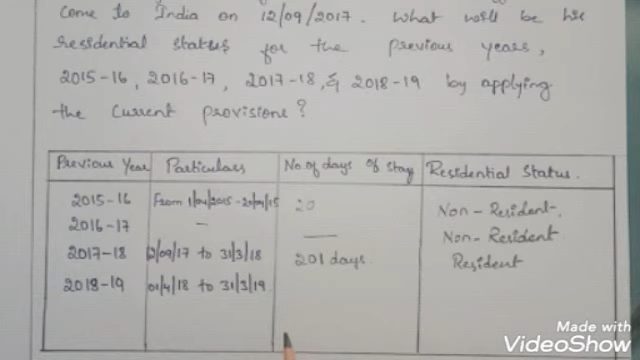 come to India on 12/09/2017. What will be his
residential status for the previous years,
2015-16, 2016-17, 2017-18, & 2018-19 by applying
the current provisions?
Previous Year Particulars No. of days of stay Residential Status.
2015-16 From 1/04/2015 - 20/04/15 20 Non-Resident.
2016-17 — — Non-Resident
2017-18 12/09/17 to 31/3/18 201 days Resident
2018-19 01/4/18 to 31/3/19
Made with
VideoShow